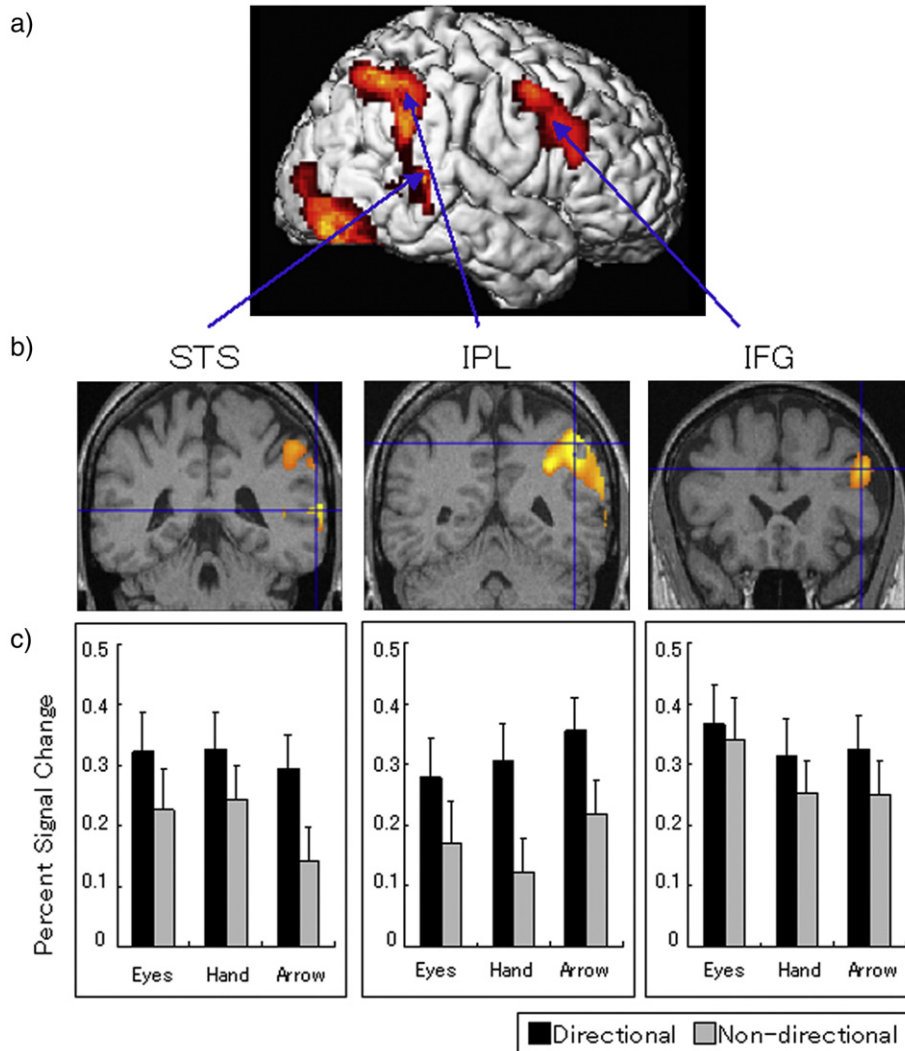 a)
b)
STS IPL IFG
c)
Percent Signal Change
0.5 0.5 0.5
0.4 0.4 0.4
0.3 0.3 0.3
0.2 0.2 0.2
0.1 0.1 0.1
0 0 0
Eyes Hand Arrow Eyes Hand Arrow Eyes Hand Arrow
Directional Non-directional